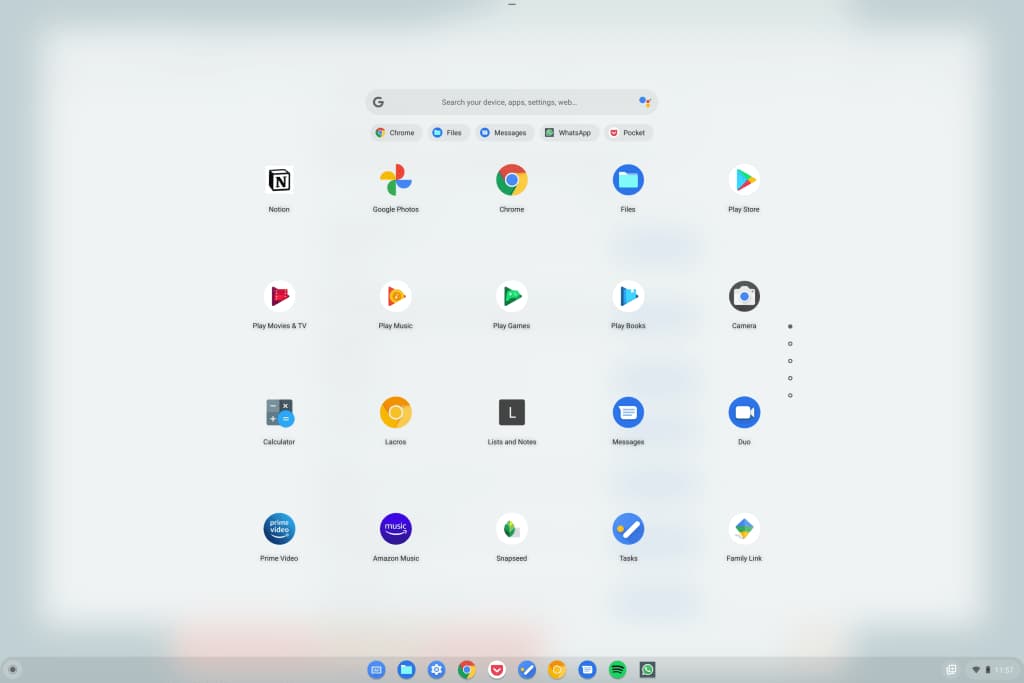 Search your device, apps, settings, web...
Chrome Files Messages WhatsApp Pocket
N
Notion Google Photos Chrome Files Play Store
Play Movies & TV Play Music Play Games Play Books Camera
L
Calculator Lacros Lists and Notes Messages Duo
prime video music
Prime Video Amazon Music Snapseed Tasks Family Link
11:57